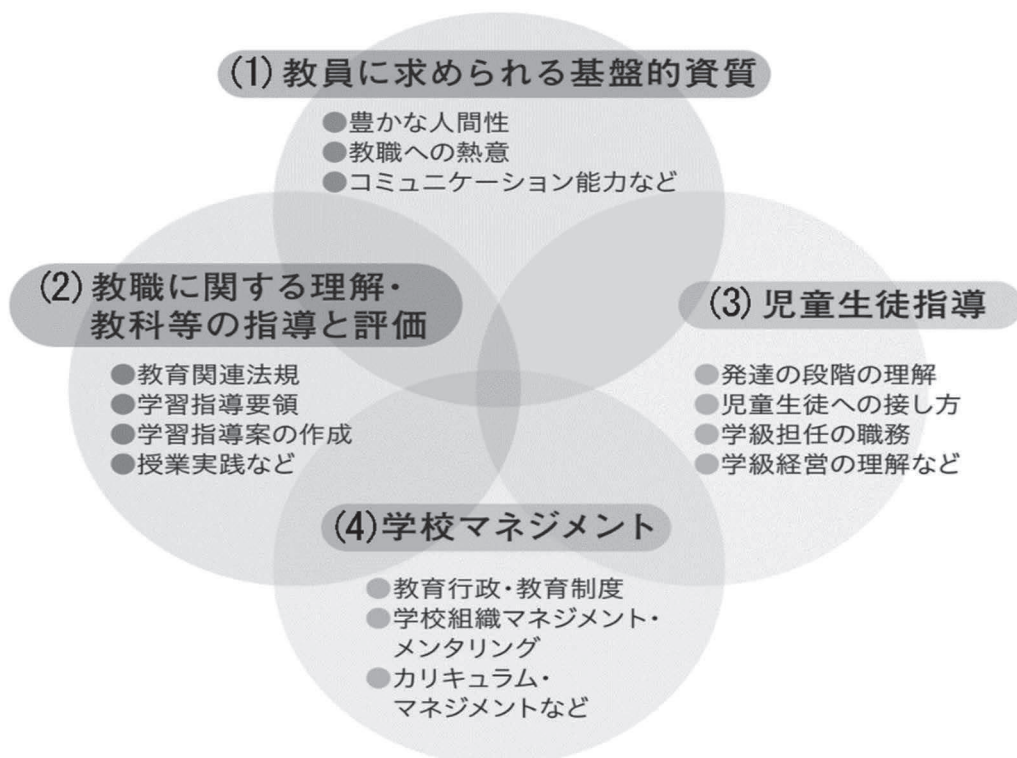 (1)教員に求められる基盤的資質
●豊かな人間性
●教職への熱意
●コミュニケーション能力など
(2)教職に関する理解・
教科等の指導と評価
●教育関連法規
●学習指導要領
●学習指導案の作成
●授業実践など
(3)児童生徒指導
●発達の段階の理解
●児童生徒への接し方
●学級担任の職務
●学級経営の理解など
(4)学校マネジメント
●教育行政・教育制度
●学校組織マネジメント・
メンタリング
●カリキュラム・
マネジメントなど